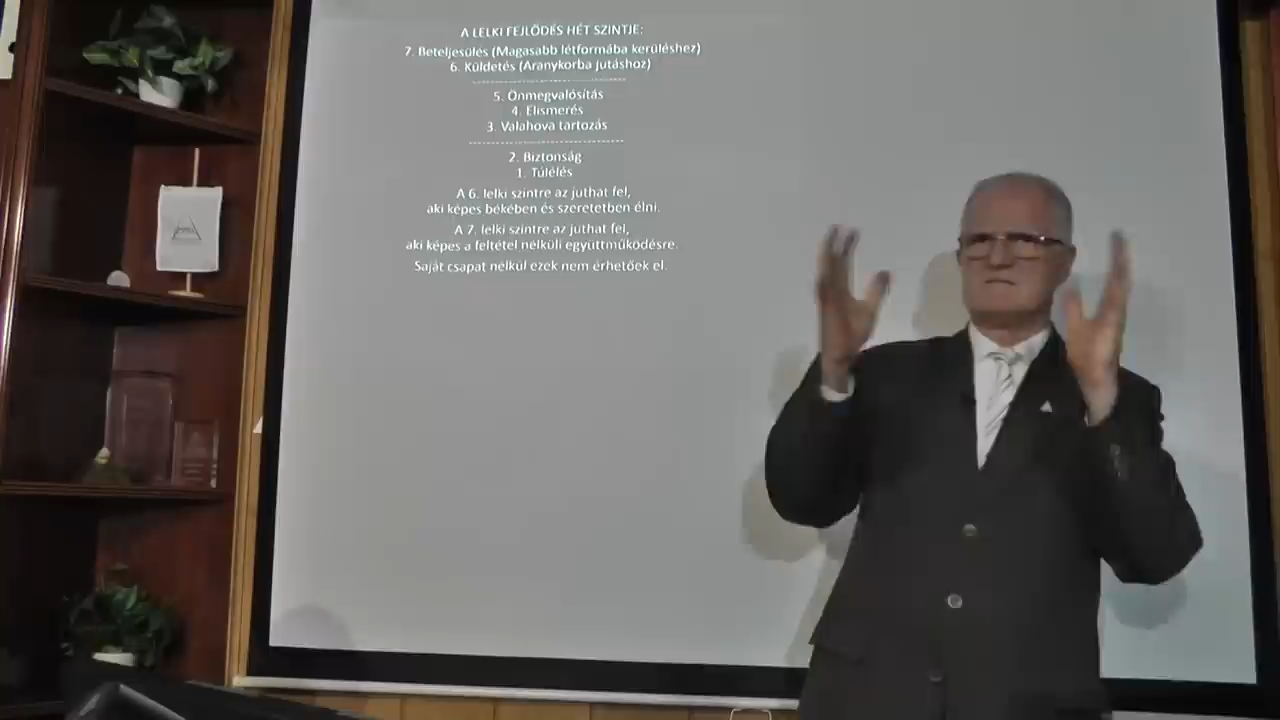 A LELKI FEJLŐDÉS HÉT SZINTJE:
7. Beteljesülés (Magasabb létformába kerüléshez)
6. Küldetés (Aranykorba jutáshoz)
--------------------------------
5. Önmegvalósítás
4. Elismerés
3. Valahova tartozás
--------------------------------
2. Biztonság
1. Túlélés
A 6. lelki szintre az juthat fel,
aki képes békében és szeretetben élni.
A 7. lelki szintre az juthat fel,
aki képes a feltétel nélküli együttműködésre.
Saját csapat nélkül ezek nem érhetőek el.